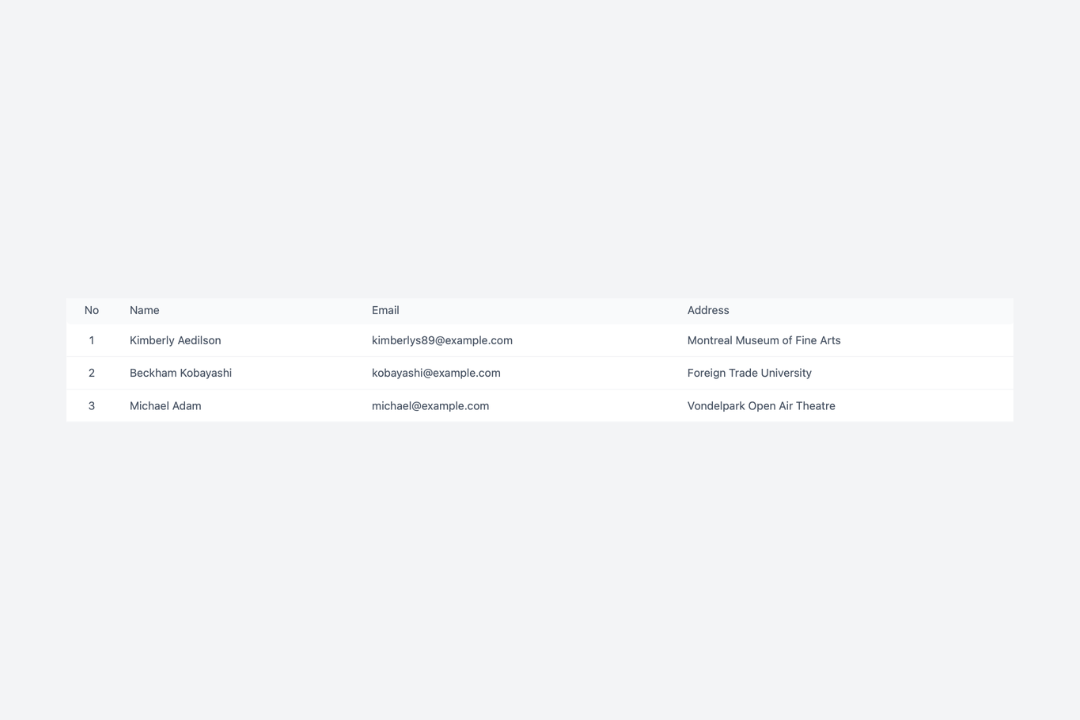 No Name Email Address
1 Kimberly Aedilson kimberlys89@example.com Montreal Museum of Fine Arts
2 Beckham Kobayashi kobayashi@example.com Foreign Trade University
3 Michael Adam michael@example.com Vondelpark Open Air Theatre